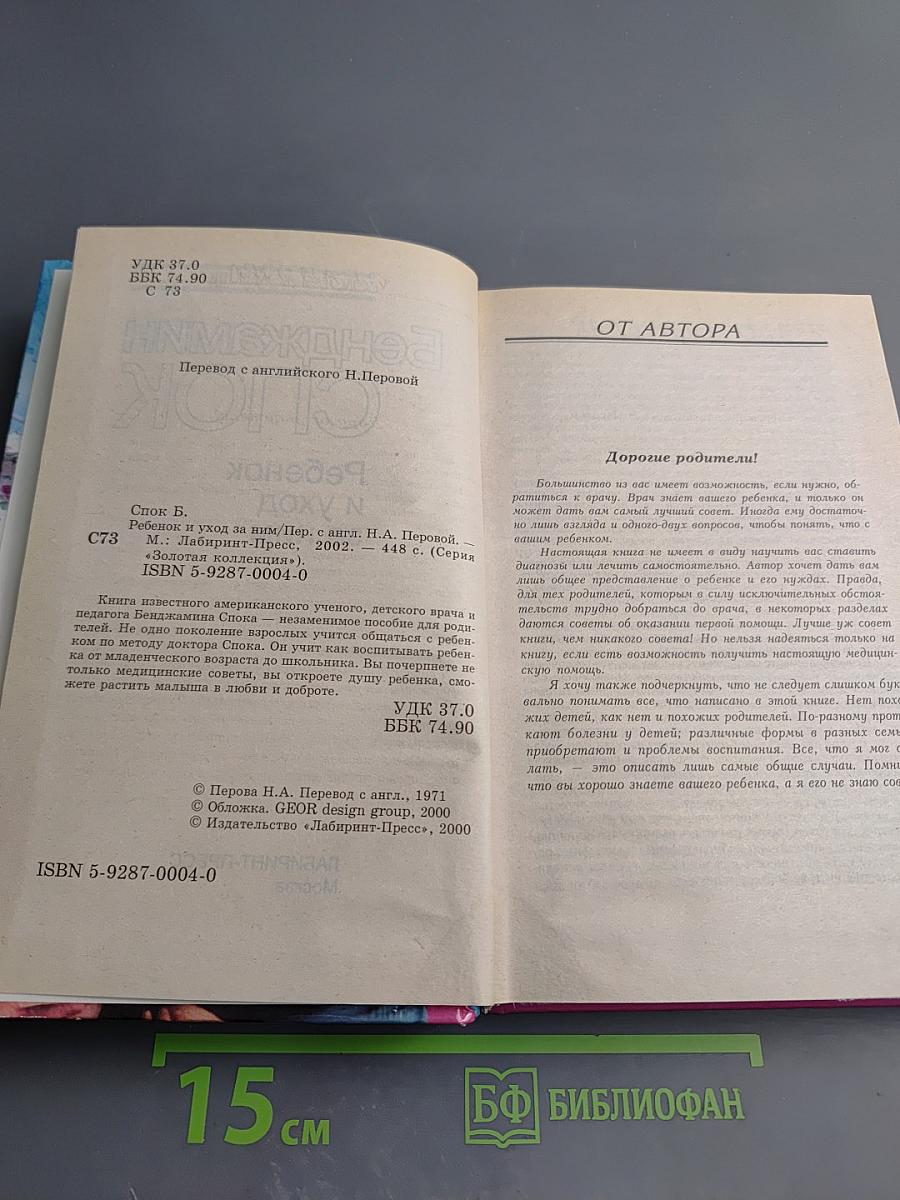 УДК 37.0
ББК 74.90
С 73
Перевод с английского Н.Перовой
Спок Б.
Ребенок и уход за ним/Пер. с англ. Н.А. Перовой. —
С73 М.: Лабиринт-Пресс, 2002. — 448 с. (Серия
«Золотая коллекция»).
ISBN 5-9287-0004-0
Книга известного американского ученого, детского врача и
педагога Бенджамина Спока — незаменимое пособие для роди-
телей. Не одно поколение взрослых учится общаться с ребен-
ком по методу доктора Спока. Он учит как воспитывать ребен-
ка от младенческого возраста до школьника. Вы почерпнете не
только медицинские советы, вы откроете душу ребенка, смо-
жете растить малыша в любви и доброте.
УДК 37.0
ББК 74.90
© Перова Н.А. Перевод с англ., 1971
© Обложка. GEOR design group, 2000
© Издательство «Лабиринт-Пресс», 2000
ISBN 5-9287-0004-0
ОТ АВТОРА
Дорогие родители!
Большинство из вас имеет возможность, если нужно, об-
ратиться к врачу. Врач знает вашего ребенка, и только он
может дать вам самый лучший совет. Иногда ему достаточ-
но лишь взгляда и одного-двух вопросов, чтобы понять, что с
вашим ребенком.
Настоящая книга не имеет в виду научить вас ставить
диагнозы или лечить самостоятельно. Автор хочет дать вам
лишь общее представление о ребенке и его нуждах. Правда,
для тех родителей, которым в силу исключительных обстоя-
тельств трудно добраться до врача, в некоторых разделах
даются советы об оказании первой помощи. Лучше уж совет
книги, чем никакого совета! Но нельзя надеяться только на
книгу, если есть возможность получить настоящую медицин-
скую помощь.
Я хочу также подчеркнуть, что не следует слишком бук
вально понимать все, что написано в этой книге. Нет похо
жих детей, как нет и похожих родителей. По-разному прот
кают болезни у детей; различные формы в разных семь
приобретают и проблемы воспитания. Все, что я мог с
лать, — это описать лишь самые общие случаи. Помни
что вы хорошо знаете вашего ребенка, а я его не знаю сов
15 см
БФ БИБЛИОФАН